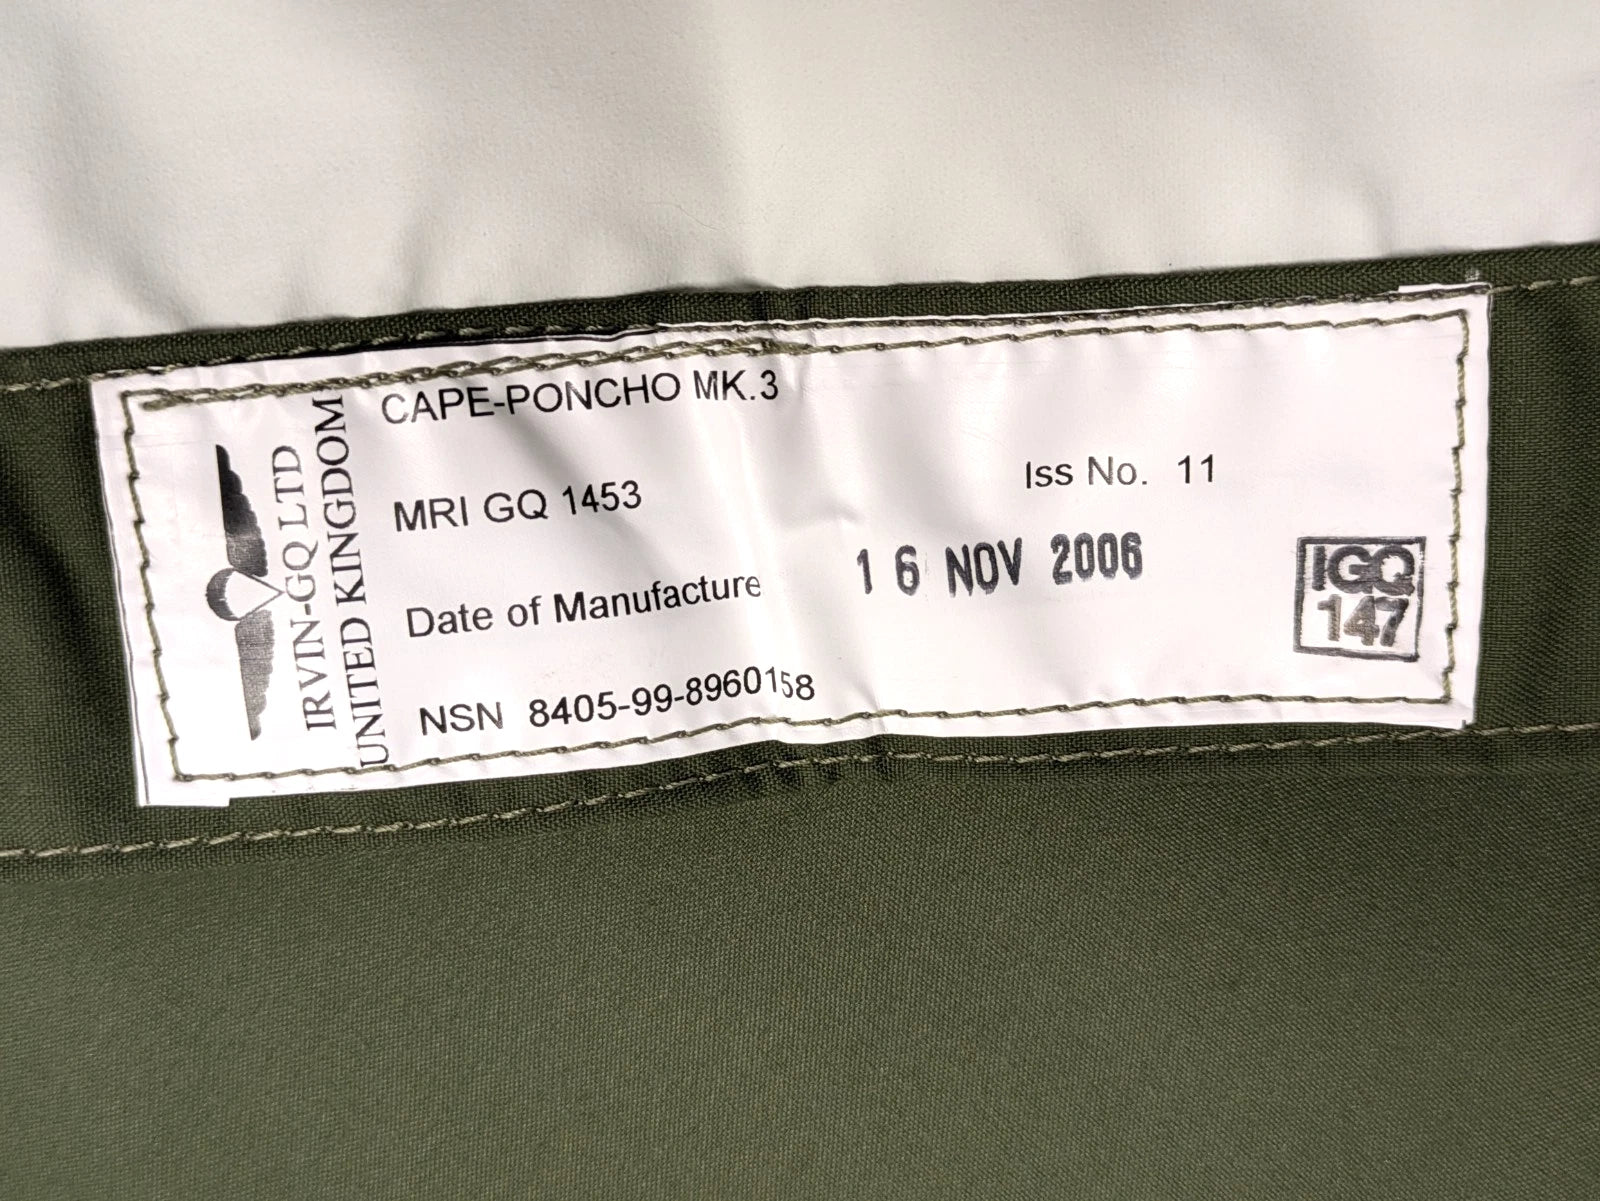 IRVIN-GQ LTD
UNITED KINGDOM
CAPE-PONCHO MK.3
MRI GQ 1453
Iss No. 11
Date of Manufacture 16 NOV 2006
NSN 8405-99-8960158
IGQ
147